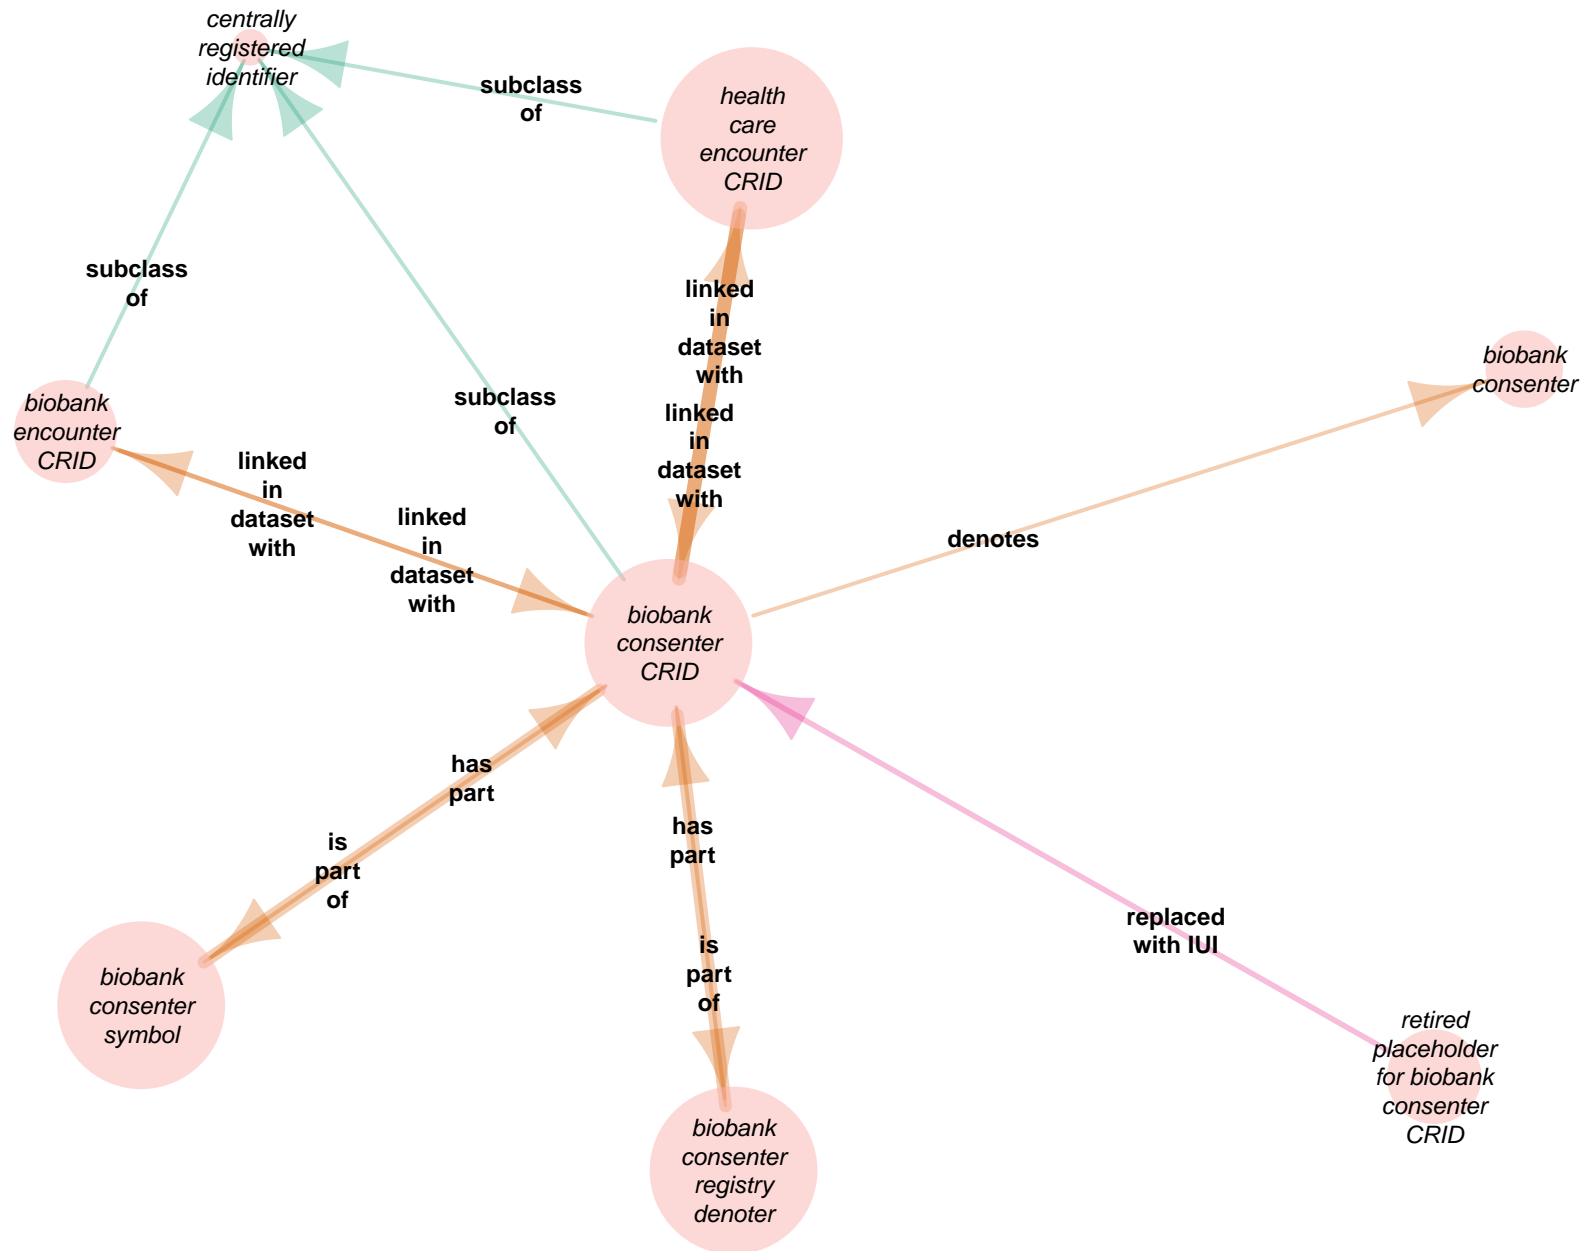 centrally
registered
identifier
subclass
of
health
care
encounter
CRID
subclass
of
linked
in
dataset
with
biobank
consenter
biobank
encounter
CRID
subclass
of
linked
in
dataset
with
linked
in
dataset
with
linked
in
dataset
with
denotes
biobank
consenter
CRID
has
part
is
part
of
has
part
is
part
of
replaced
with IUI
biobank
consenter
symbol
retired
placeholder
for biobank
consenter
CRID
biobank
consenter
registry
denoter